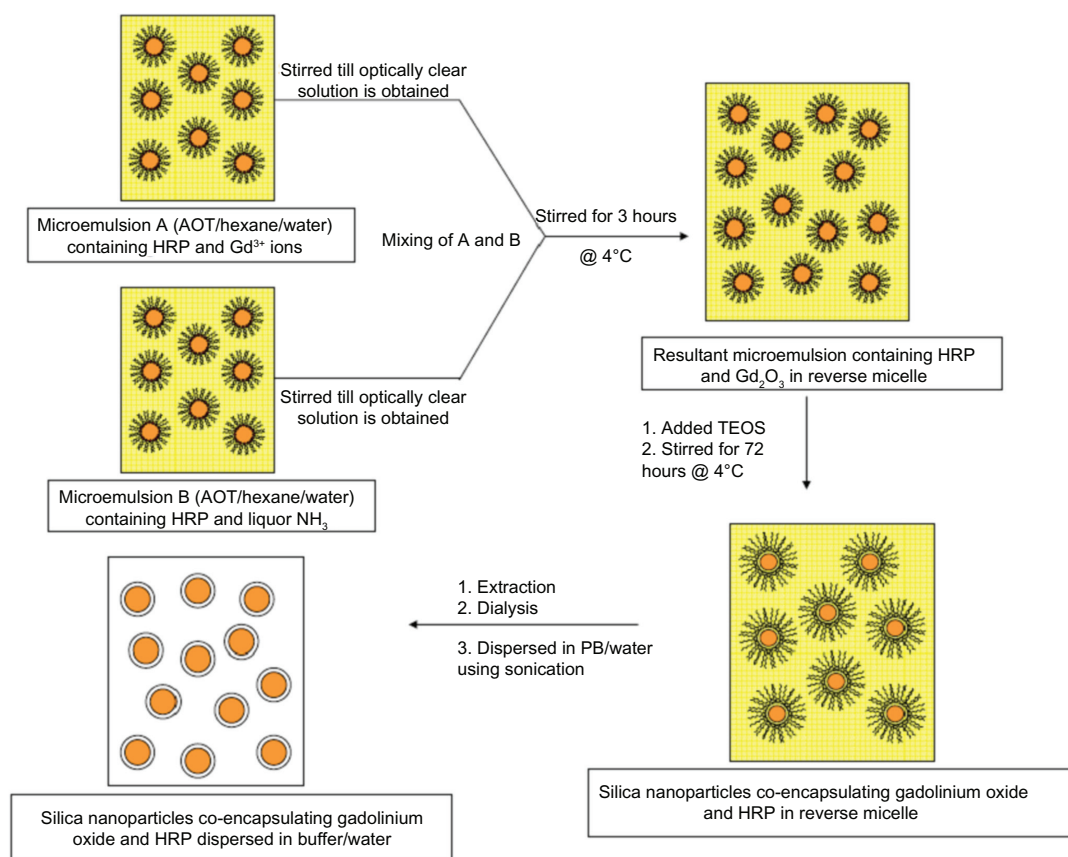 Stirred till optically clear
solution is obtained
Microemulsion A (AOT/hexane/water)
containing HRP and Gd³⁺ ions
Mixing of A and B
Stirred for 3 hours
@ 4°C
Stirred till optically clear
solution is obtained
Microemulsion B (AOT/hexane/water)
containing HRP and liquor NH₃
Resultant microemulsion containing HRP
and Gd₂O₃ in reverse micelle
1. Added TEOS
2. Stirred for 72
hours @ 4°C
Silica nanoparticles co-encapsulating gadolinium oxide
and HRP in reverse micelle
1. Extraction
2. Dialysis
3. Dispersed in PB/water
using sonication
Silica nanoparticles co-encapsulating gadolinium
oxide and HRP dispersed in buffer/water